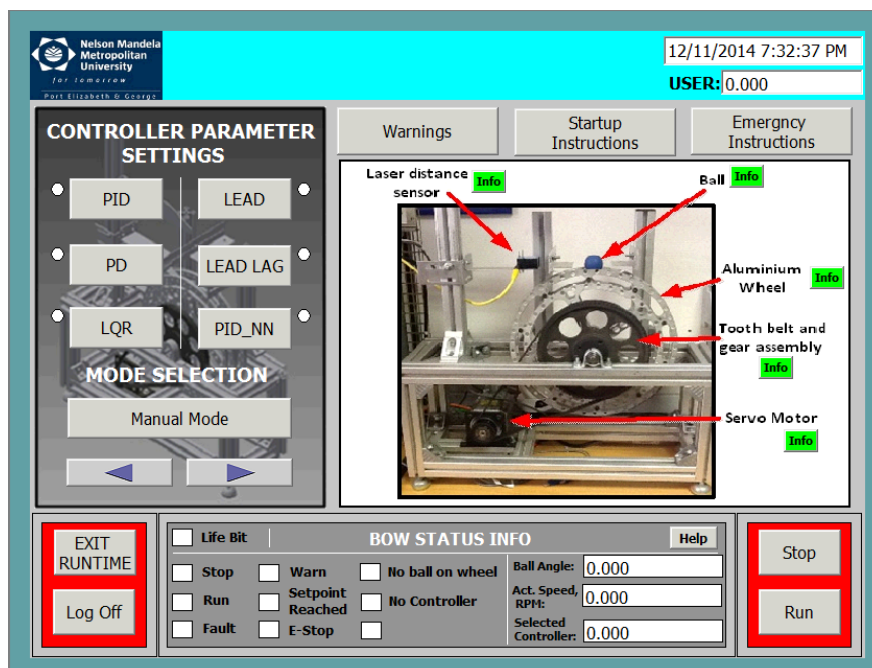 Nelson Mandela
Metropolitan
University
for tomorrow
Port Elizabeth & George
12/11/2014 7:32:37 PM
USER: 0.000
CONTROLLER PARAMETER
SETTINGS
PID
LEAD
PD
LEAD LAG
LQR
PID_NN
MODE SELECTION
Manual Mode
Warnings
Startup
Instructions
Emergncy
Instructions
Laser distance
sensor
Info
Ball
Info
Aluminium
Wheel
Info
Tooth belt and
gear assembly
Info
Servo Motor
Info
EXIT
RUNTIME
Log Off
Life Bit
BOW STATUS INFO
Help
Stop
Warn
No ball on wheel
Run
Setpoint
Reached
No Controller
Fault
E-Stop
Ball Angle: 0.000
Act. Speed,
RPM: 0.000
Selected
Controller: 0.000
Stop
Run